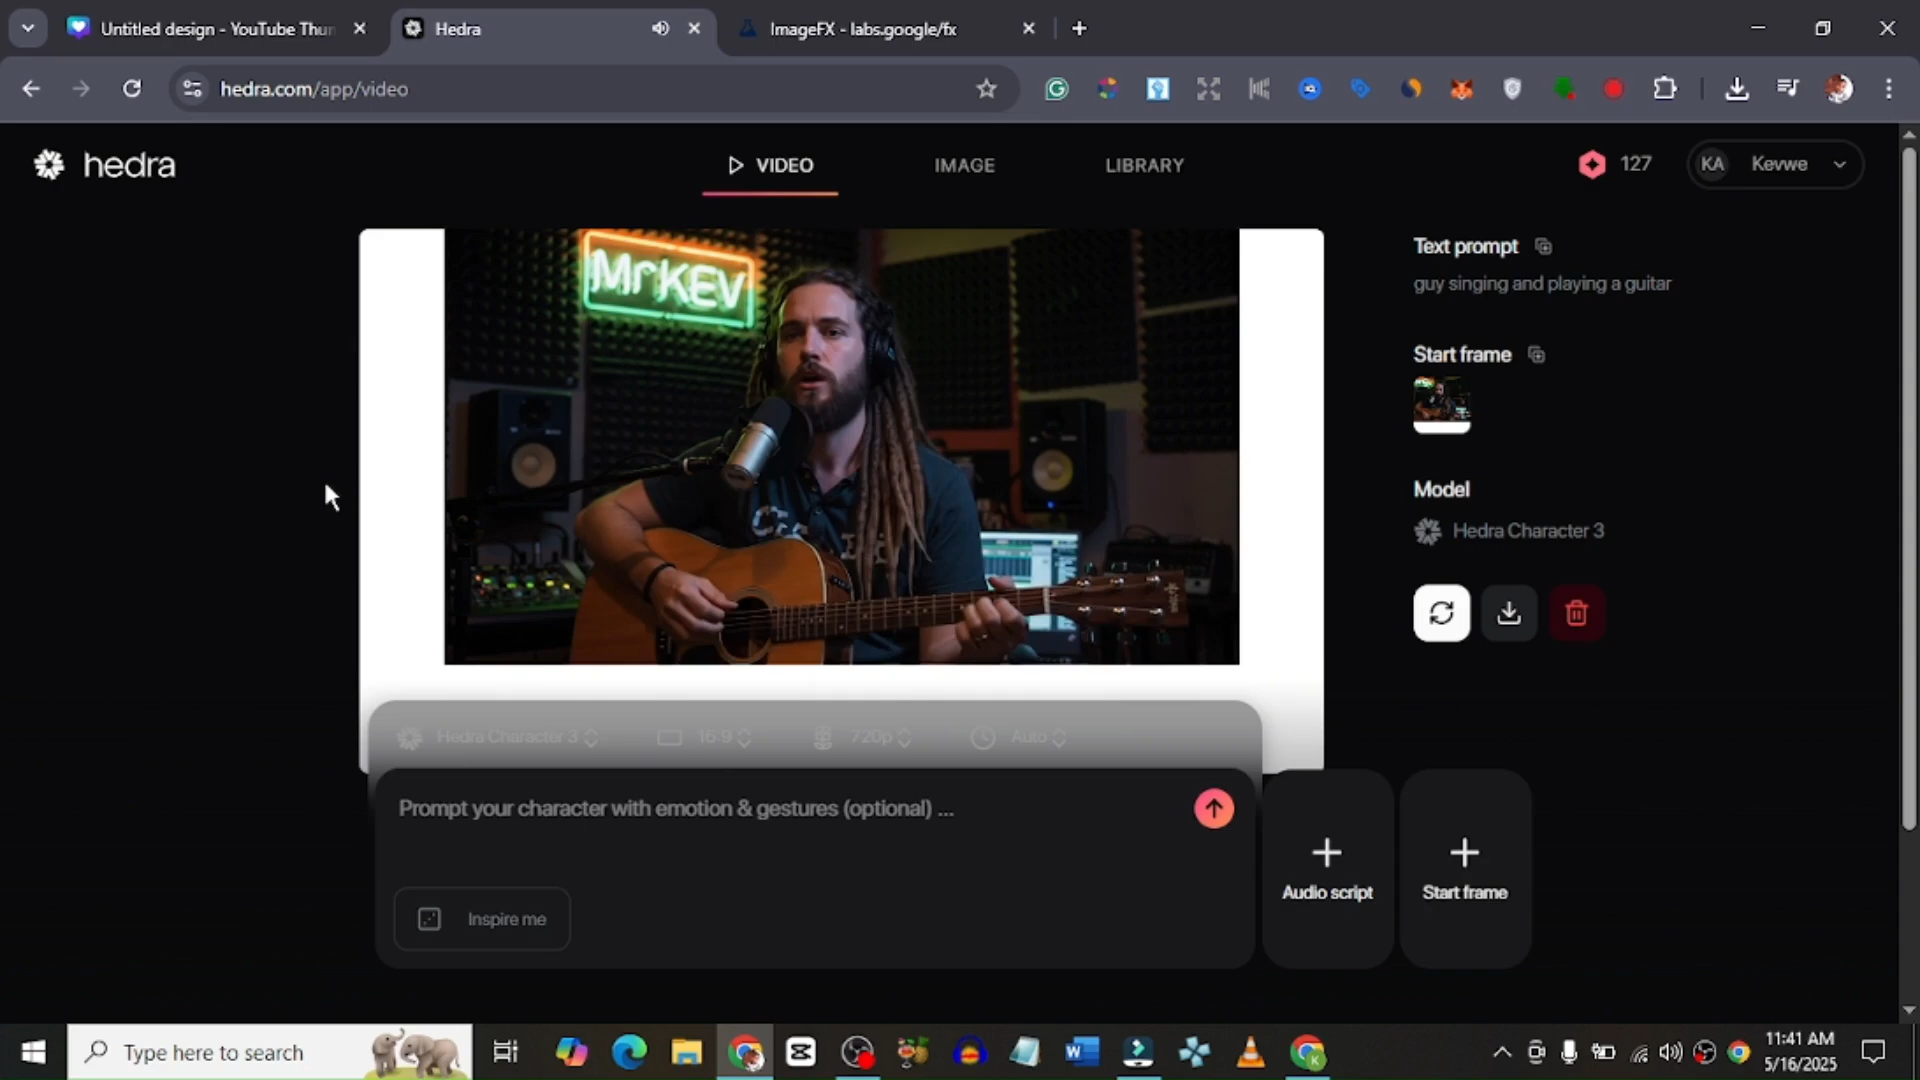 Untitled design - YouTube Thun
Hedra
ImageFX - labs.google/fx
hedra.com/app/video
hedra
VIDEO
IMAGE
LIBRARY
127
KA
Kevwe
MrKEV
Text prompt
guy singing and playing a guitar
Start frame
Model
Hedra Character 3
Hedra Character 3
16:9
720p
Auto
Prompt your character with emotion & gestures (optional) ...
Inspire me
Audio script
Start frame
Type here to search
11:41 AM
5/16/2025